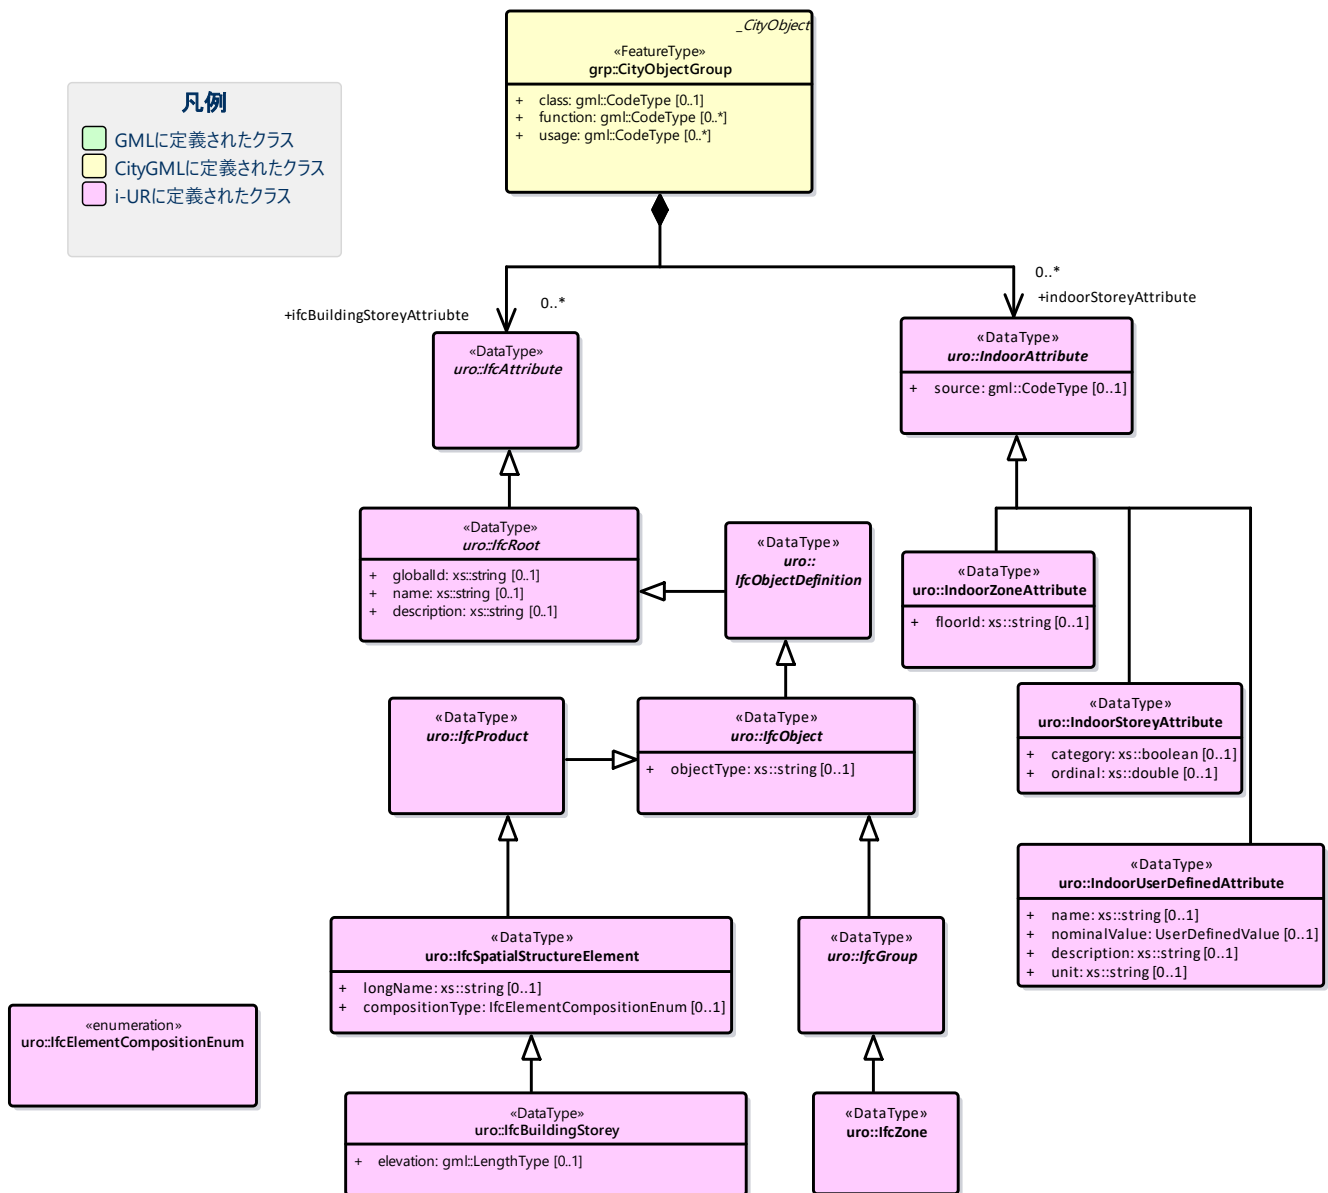 _CityObject
«FeatureType»
grp::CityObjectGroup
+ class: gml::CodeType [0..1]
+ function: gml::CodeType [0..*]
+ usage: gml::CodeType [0..*]
凡例
GMLに定義されたクラス
CityGMLに定義されたクラス
i-URに定義されたクラス
0..*
+ifcBuildingStoreyAttriubte
0..*
+indoorStoreyAttribute
«DataType»
uro::IfcAttribute
«DataType»
uro::IndoorAttribute
+ source: gml::CodeType [0..1]
«DataType»
uro::IfcRoot
+ globalId: xs::string [0..1]
+ name: xs::string [0..1]
+ description: xs::string [0..1]
«DataType»
uro::
IfcObjectDefinition
«DataType»
uro::IndoorZoneAttribute
+ floorId: xs::string [0..1]
«DataType»
uro::IfcProduct
«DataType»
uro::IfcObject
+ objectType: xs::string [0..1]
«DataType»
uro::IndoorStoreyAttribute
+ category: xs::boolean [0..1]
+ ordinal: xs::double [0..1]
«DataType»
uro::IndoorUserDefinedAttribute
+ name: xs::string [0..1]
+ nominalValue: UserDefinedValue [0..1]
+ description: xs::string [0..1]
+ unit: xs::string [0..1]
«DataType»
uro::IfcSpatialStructureElement
+ longName: xs::string [0..1]
+ compositionType: IfcElementCompositionEnum [0..1]
«DataType»
uro::IfcGroup
«enumeration»
uro::IfcElementCompositionEnum
«DataType»
uro::IfcBuildingStorey
+ elevation: gml::LengthType [0..1]
«DataType»
uro::IfcZone